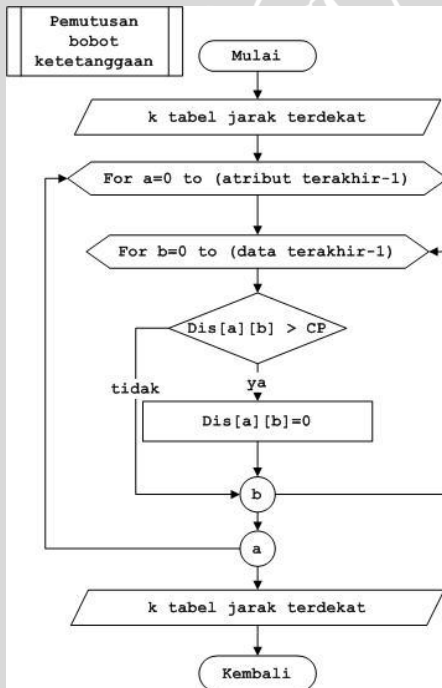 Pemutusan
bobot
ketetanggaan
Mulai
k tabel jarak terdekat
For a=0 to (atribut terakhir-1)
For b=0 to (data terakhir-1)
Dis[a][b] > CP
tidak
ya
Dis[a][b]=0
b
a
k tabel jarak terdekat
Kembali